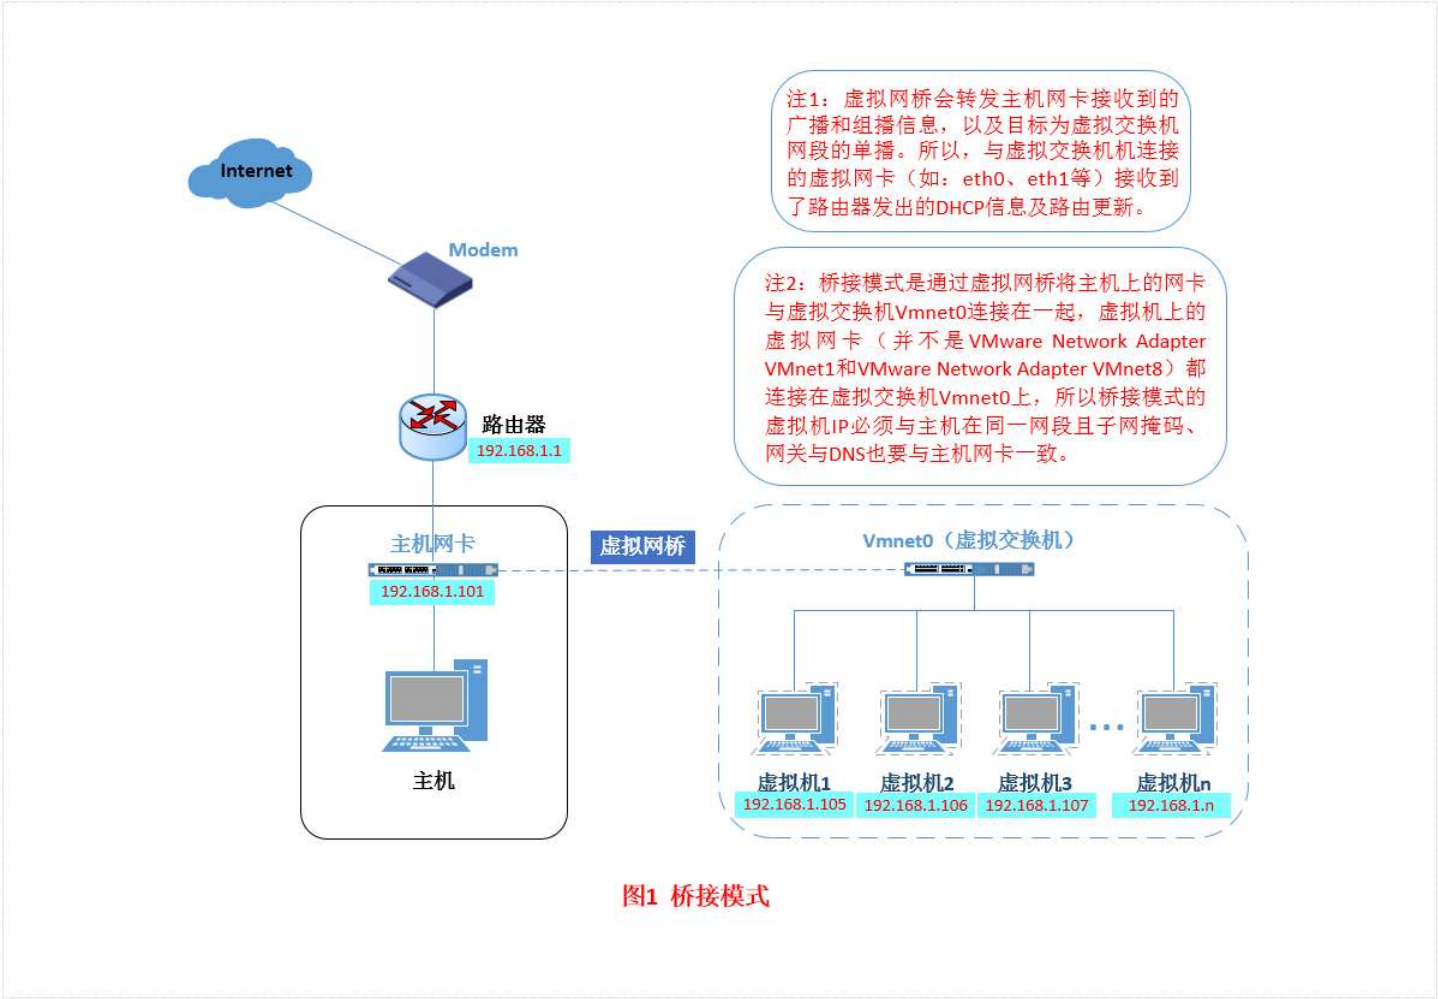 注1：虚拟网桥会转发主机网卡接收到的
广播和组播信息，以及目标为虚拟交换机
网段的单播。所以，与虚拟交换机机连接
的虚拟网卡（如：eth0、eth1等）接收到
了路由器发出的DHCP信息及路由更新。
Internet
Modem
注2：桥接模式是通过虚拟网桥将主机上的网卡
与虚拟交换机Vmnet0连接在一起，虚拟机上的
虚拟网卡（并不是VMware Network Adapter
VMnet1和VMware Network Adapter VMnet8）都
连接在虚拟交换机Vmnet0上，所以桥接模式的
虚拟机IP必须与主机在同一网段且子网掩码、
网关与DNS也要与主机网卡一致。
路由器
192.168.1.1
主机网卡
192.168.1.101
虚拟网桥
Vmnet0（虚拟交换机）
主机
虚拟机1
192.168.1.105
虚拟机2
192.168.1.106
虚拟机3
192.168.1.107
...
虚拟机n
192.168.1.n
图1 桥接模式